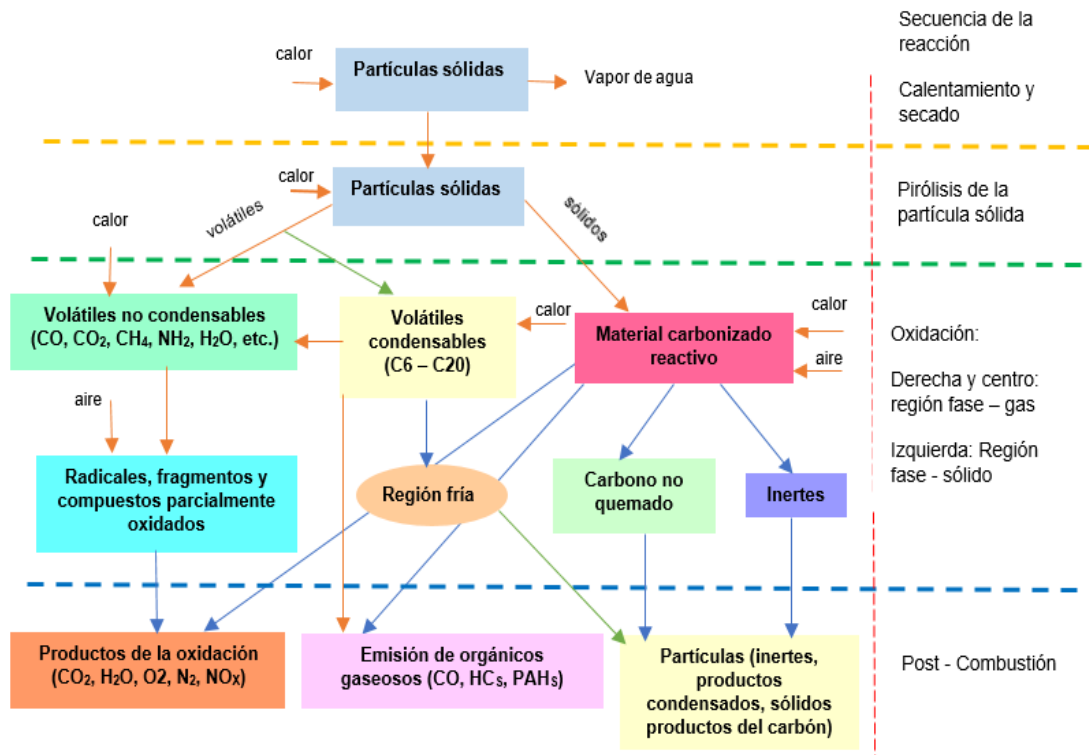 Secuencia de la
reacción
calor
Partículas sólidas
Vapor de agua
Calentamiento y
secado
calor
Partículas sólidas
Pirólisis de la
partícula sólida
calor
volátiles
sólidos
Volátiles no condensables
(CO, CO₂, CH₄, NH₂, H₂O, etc.)
Volátiles
condensables
(C6 – C20)
calor
Material carbonizado
reactivo
calor
aire
Oxidación:
Derecha y centro:
región fase – gas
Izquierda: Región
fase - sólido
aire
Radicales, fragmentos y
compuestos parcialmente
oxidados
Región fría
Carbono no
quemado
Inertes
Productos de la oxidación
(CO₂, H₂O, O2, N₂, NOx)
Emisión de orgánicos
gaseosos (CO, HCs, PAHs)
Partículas (inertes,
productos
condensados, sólidos
productos del carbón)
Post - Combustión